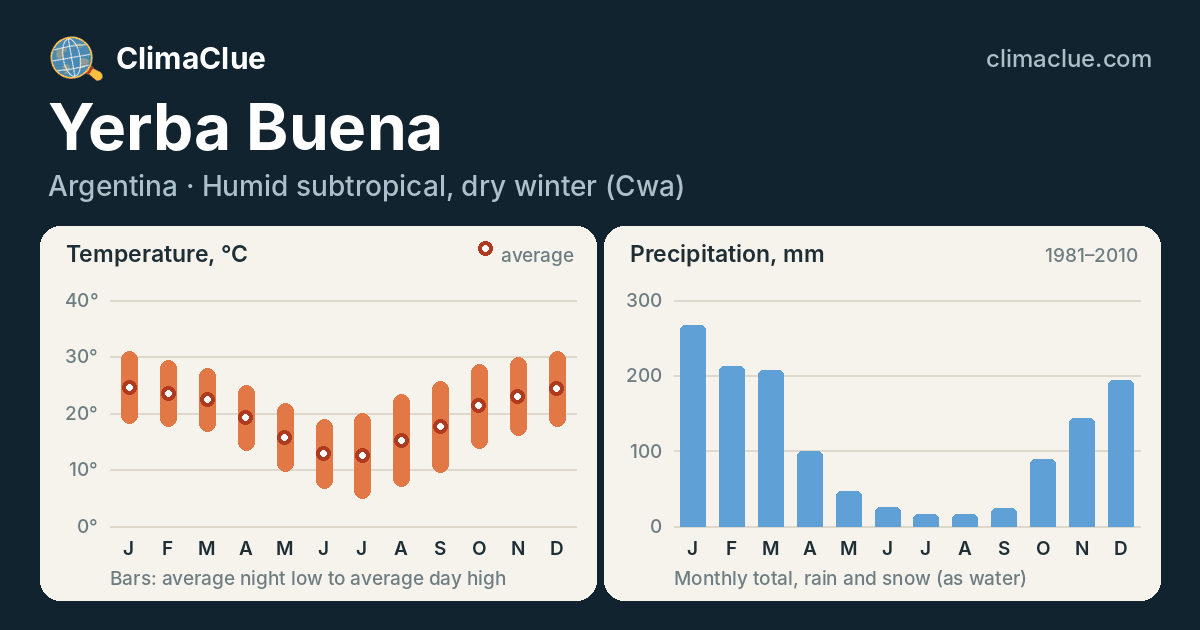 ClimaClue
climaclue.com
Yerba Buena
Argentina · Humid subtropical, dry winter (Cwa)
Temperature, °C
average
40°
30°
20°
10°
0°
J F M A M J J A S O N D
Bars: average night low to average day high
Precipitation, mm
1981–2010
300
200
100
0
J F M A M J J A S O N D
Monthly total, rain and snow (as water)